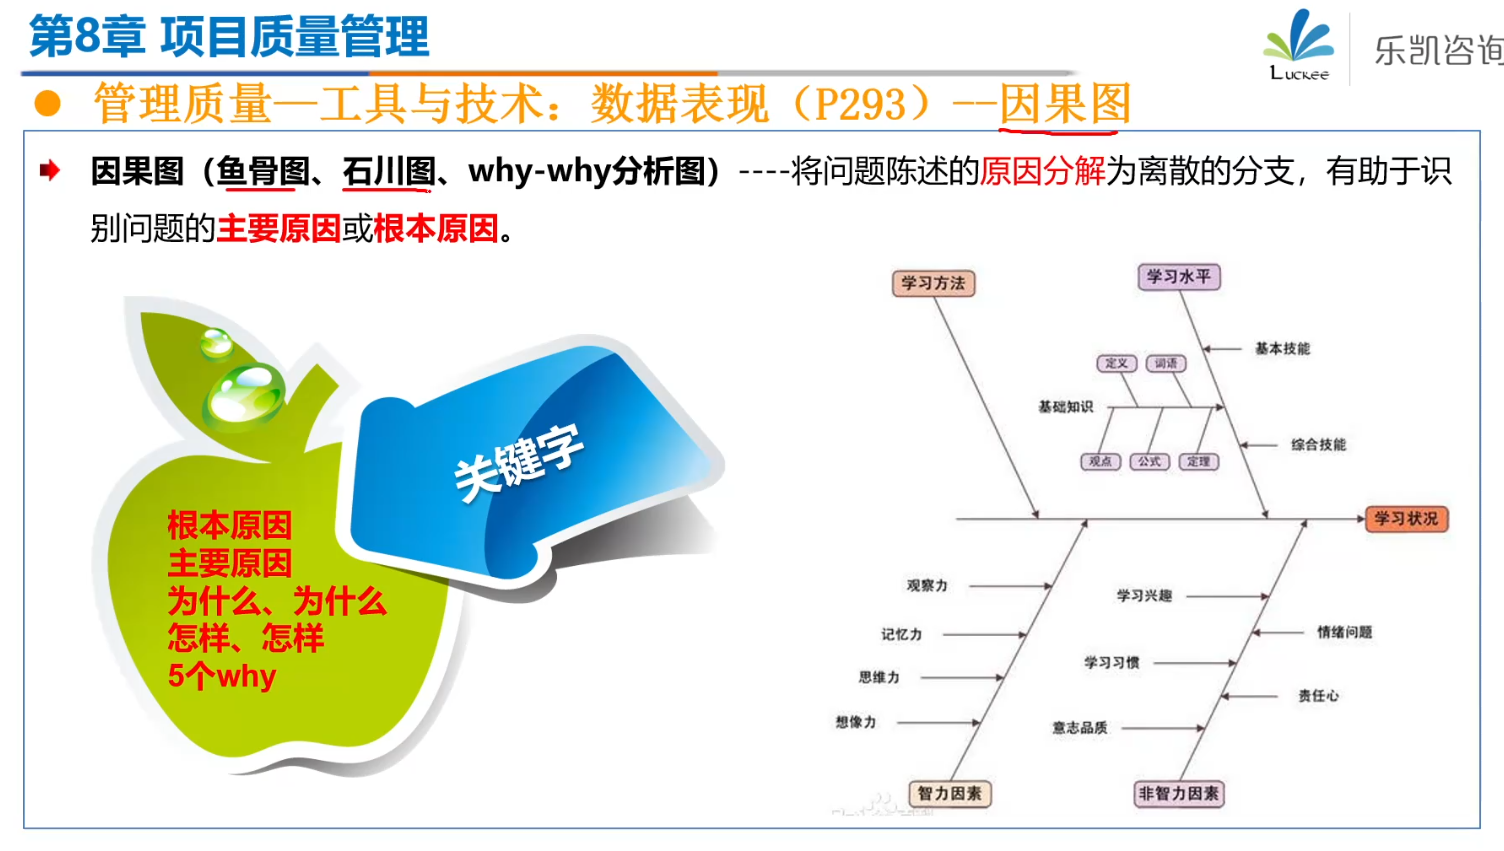 第8章 项目质量管理
Luckee
乐凯咨询
管理质量—工具与技术：数据表现（P293）--因果图
因果图（鱼骨图、石川图、why-why分析图）----将问题陈述的原因分解为离散的分支，有助于识
别问题的主要原因或根本原因。
学习方法
学习水平
基本技能
定义
词语
基础知识
综合技能
观点
公式
定理
关键字
学习状况
根本原因
主要原因
为什么、为什么
怎样、怎样
5个why
观察力
学习兴趣
记忆力
情绪问题
学习习惯
思维力
责任心
想像力
意志品质
智力因素
非智力因素